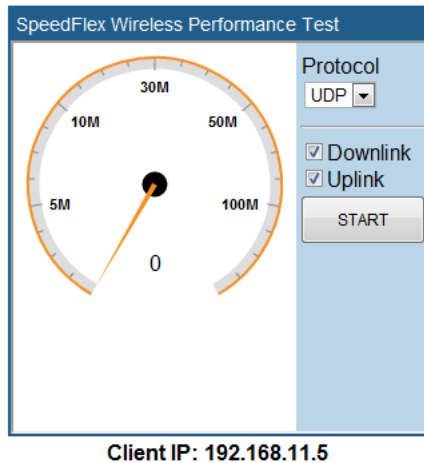 SpeedFlex Wireless Performance Test
Protocol
UDP
30M
10M
50M
5M
100M
0
Downlink
Uplink
START
Client IP: 192.168.11.5